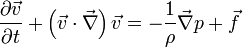 ∂v⃗/∂t + (v⃗ · ∇⃗) v⃗ = −1/ρ ∇⃗p + f⃗